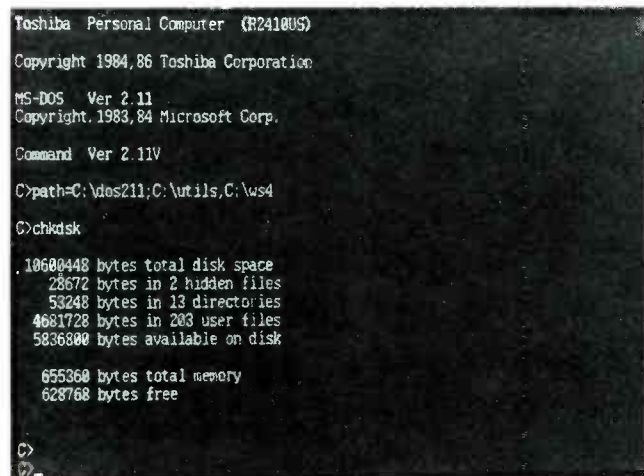 Toshiba Personal Computer (R2410US)
Copyright 1984,86 Toshiba Corporation
MS-DOS Ver 2.11
Copyright. 1983,84 Microsoft Corp.
Command Ver 2.11V
C>path=C:\dos211;C:\utils,C:\ws4
C>chkdsk
10600448 bytes total disk space
28672 bytes in 2 hidden files
53248 bytes in 13 directories
4681728 bytes in 203 user files
5836800 bytes available on disk
655360 bytes total memory
628768 bytes free
C>
C>_